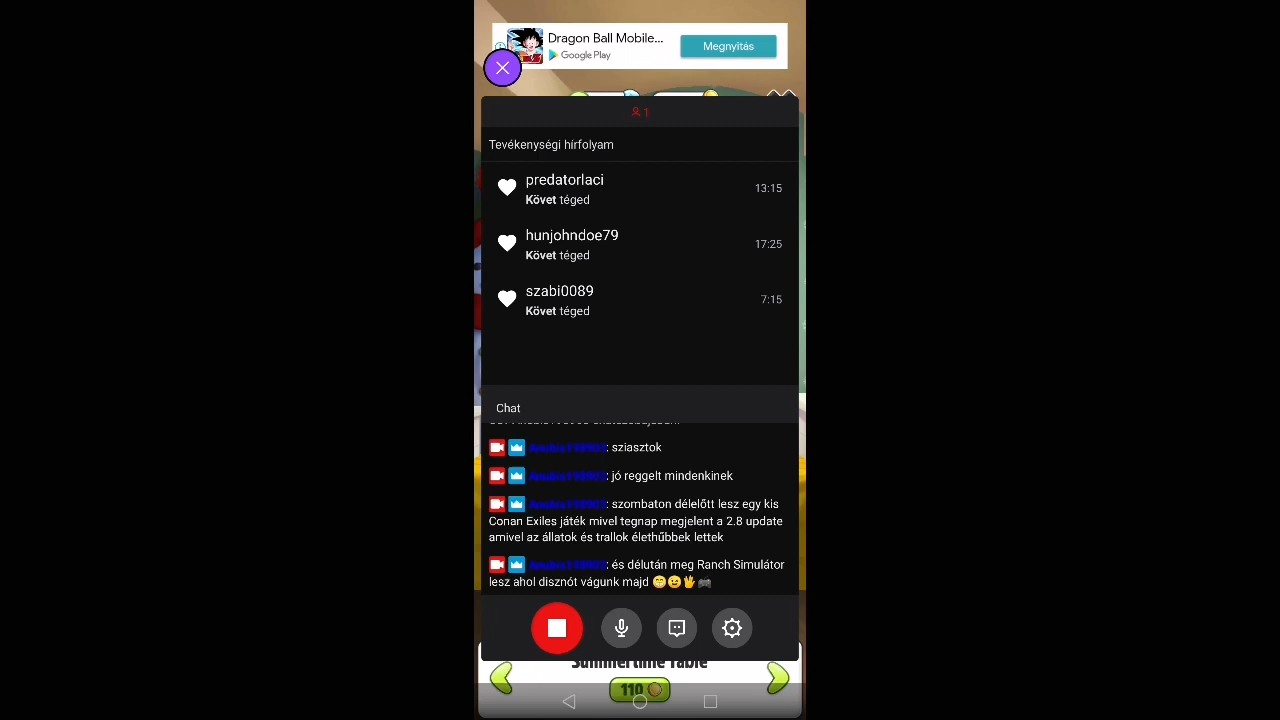 Dragon Ball Mobile...
Google Play
Megnyitás
1
Tevékenységi hírfolyam
predatorlaci
13:15
Követ téged
hunjohndoe79
17:25
Követ téged
szabi0089
7:15
Követ téged
Chat
: sziasztok
: jó reggelt mindenkinek
: szombaton délelőtt lesz egy kis
Conan Exiles játék mivel tegnap megjelent a 2.8 update
amivel az állatok és trallok élethűbbek lettek
: és délután meg Ranch Simulátor
lesz ahol disznót vágunk majd 😁😉🖖🎮
Summertime Table
110